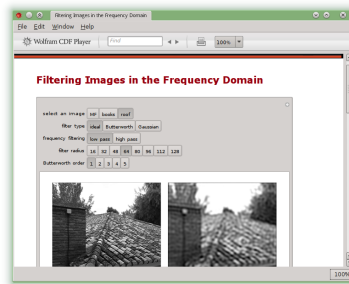 Filtering Images in the Frequency Domain
File Edit Window Help
Wolfram CDF Player Find 100%
Filtering Images in the Frequency Domain
select an image MF books roof
filter type ideal Butterworth Gaussian
frequency filtering low pass high pass
filter radius 16 32 48 64 80 96 112 128
Butterworth order 1 2 3 4 5
100%